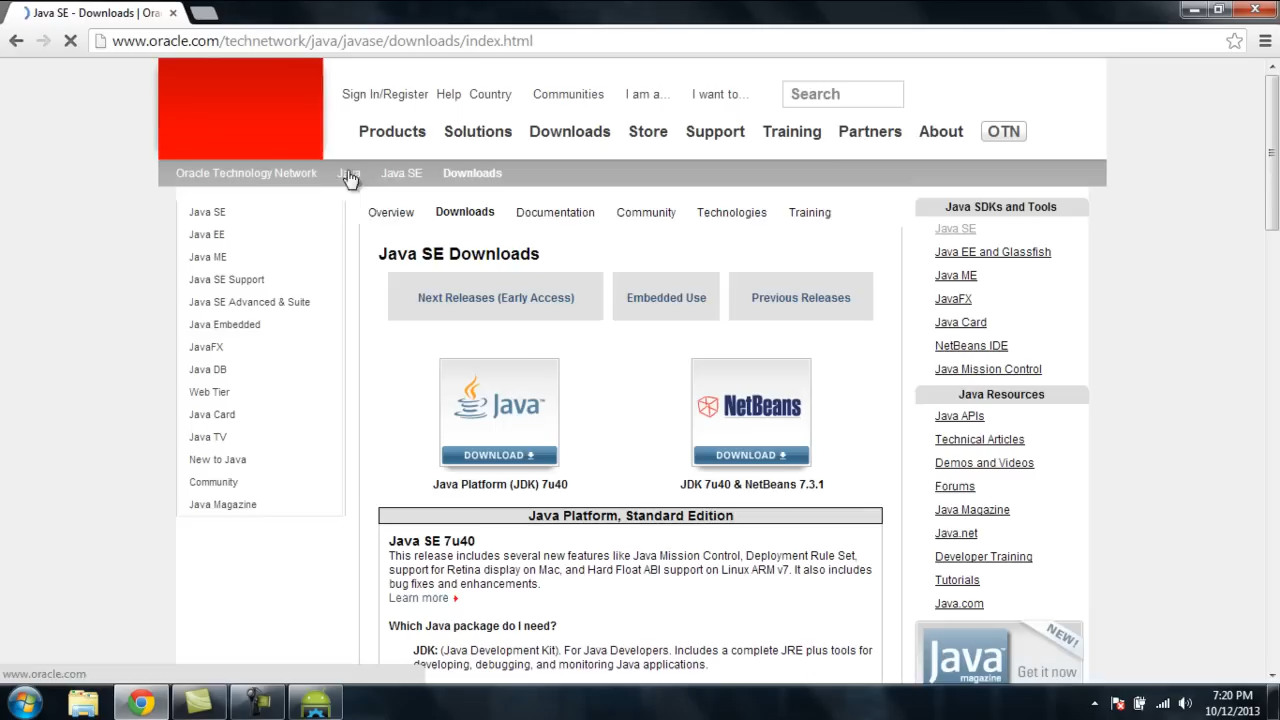 Java SE - Downloads | Ora
www.oracle.com/technetwork/java/javase/downloads/index.html
Sign In/Register Help Country Communities I am a... I want to... Search
Products Solutions Downloads Store Support Training Partners About OTN
Oracle Technology Network Java Java SE Downloads
Java SE
Java EE
Java ME
Java SE Support
Java SE Advanced & Suite
Java Embedded
JavaFX
Java DB
Web Tier
Java Card
Java TV
New to Java
Community
Java Magazine
Overview Downloads Documentation Community Technologies Training
Java SE Downloads
Next Releases (Early Access) Embedded Use Previous Releases
Java™ NetBeans
DOWNLOAD DOWNLOAD
Java Platform (JDK) 7u40 JDK 7u40 & NetBeans 7.3.1
Java Platform, Standard Edition
Java SE 7u40
This release includes several new features like Java Mission Control, Deployment Rule Set,
support for Retina display on Mac, and Hard Float ABI support on Linux ARM v7. It also includes
bug fixes and enhancements.
Learn more
Which Java package do I need?
JDK: (Java Development Kit). For Java Developers. Includes a complete JRE plus tools for
developing, debugging, and monitoring Java applications.
Java SDKs and Tools
Java SE
Java EE and Glassfish
Java ME
JavaFX
Java Card
NetBeans IDE
Java Mission Control
Java Resources
Java APIs
Technical Articles
Demos and Videos
Forums
Java Magazine
Java.net
Developer Training
Tutorials
Java.com
NEW!
Java
magazine
Get it now
www.oracle.com
7:20 PM
10/12/2013